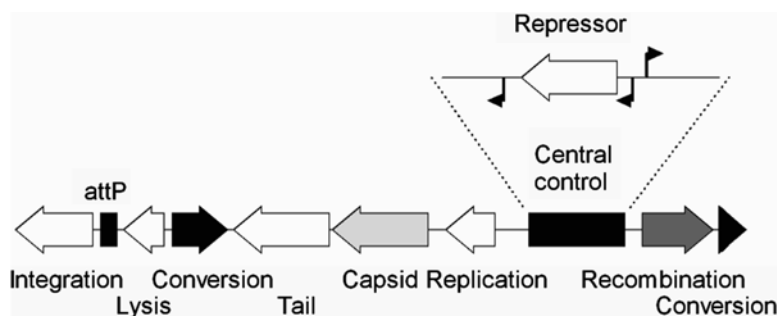 Repressor
Central
control
attP
Integration Conversion Capsid Replication Recombination
Lysis Tail Conversion